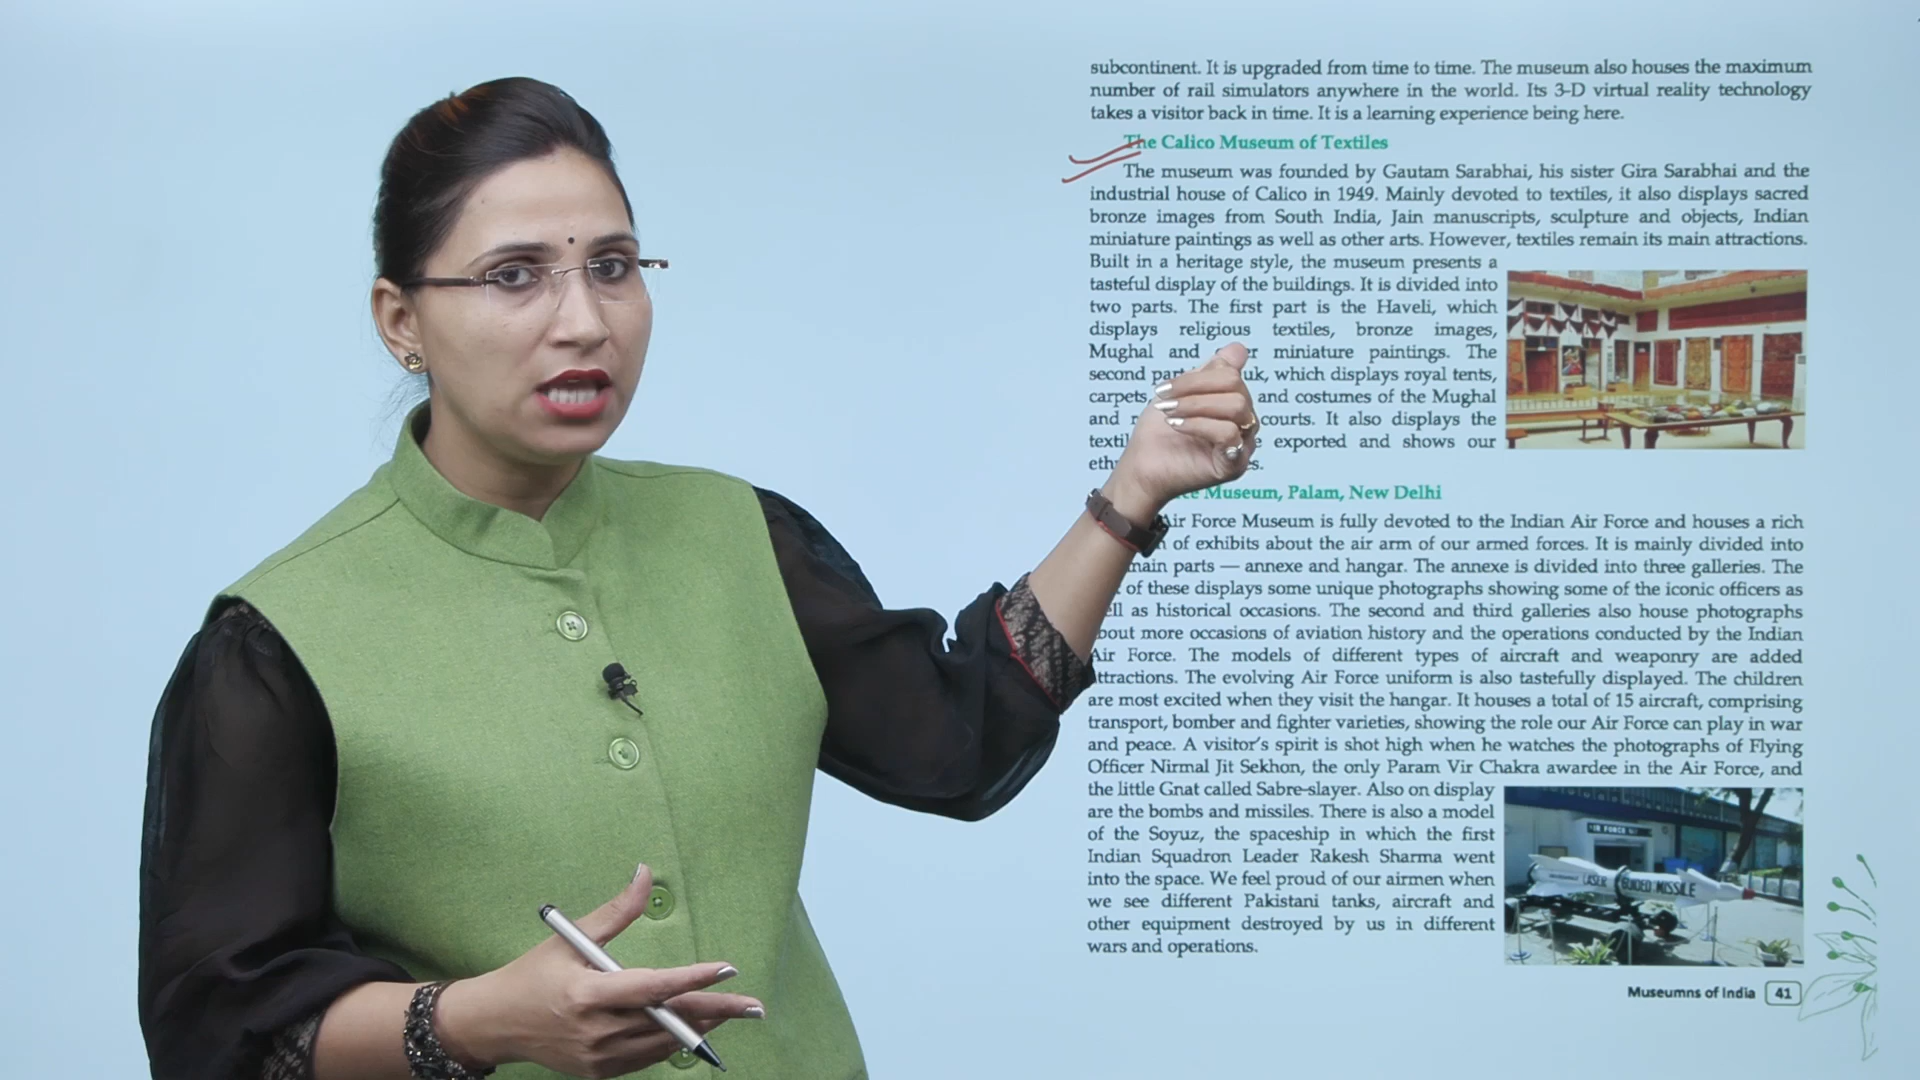 subcontinent. It is upgraded from time to time. The museum also houses the maximum
number of rail simulators anywhere in the world. Its 3-D virtual reality technology
takes a visitor back in time. It is a learning experience being here.
The Calico Museum of Textiles
The museum was founded by Gautam Sarabhai, his sister Gira Sarabhai and the
industrial house of Calico in 1949. Mainly devoted to textiles, it also displays sacred
bronze images from South India, Jain manuscripts, sculpture and objects, Indian
miniature paintings as well as other arts. However, textiles remain its main attractions.
Built in a heritage style, the museum presents a
tasteful display of the buildings. It is divided into
two parts. The first part is the Haveli, which
displays religious textiles, bronze images,
Mughal and miniature paintings. The
second part which displays royal tents,
carpets, and costumes of the Mughal
and courts. It also displays the
exported and shows our
Museum, Palam, New Delhi
Air Force Museum is fully devoted to the Indian Air Force and houses a rich
of exhibits about the air arm of our armed forces. It is mainly divided into
main parts — annexe and hangar. The annexe is divided into three galleries. The
of these displays some unique photographs showing some of the iconic officers as
well as historical occasions. The second and third galleries also house photographs
about more occasions of aviation history and the operations conducted by the Indian
Air Force. The models of different types of aircraft and weaponry are added
attractions. The evolving Air Force uniform is also tastefully displayed. The children
are most excited when they visit the hangar. It houses a total of 15 aircraft, comprising
transport, bomber and fighter varieties, showing the role our Air Force can play in war
and peace. A visitor's spirit is shot high when he watches the photographs of Flying
Officer Nirmal Jit Sekhon, the only Param Vir Chakra awardee in the Air Force, and
the little Gnat called Sabre-slayer. Also on display
are the bombs and missiles. There is also a model
of the Soyuz, the spaceship in which the first
Indian Squadron Leader Rakesh Sharma went
into the space. We feel proud of our airmen when
we see different Pakistani tanks, aircraft and
other equipment destroyed by us in different
wars and operations.
LASER GUIDED MISSILE
Museumns of India 41